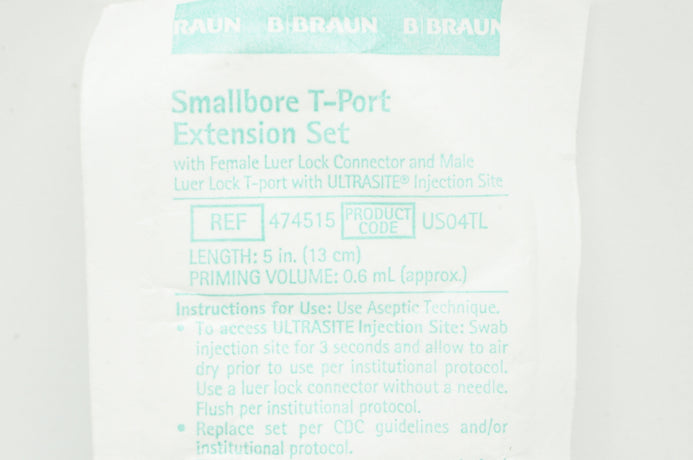 RAUN B|BRAUN B|BRAUN
Smallbore T-Port
Extension Set
with Female Luer Lock Connector and Male
Luer Lock T-port with ULTRASITE® Injection Site
REF 474515 PRODUCT CODE US04TL
LENGTH: 5 in. (13 cm)
PRIMING VOLUME: 0.6 mL (approx.)
Instructions for Use: Use Aseptic Technique.
• To access ULTRASITE Injection Site: Swab
injection site for 3 seconds and allow to air
dry prior to use per institutional protocol.
Use a luer lock connector without a needle.
Flush per institutional protocol.
• Replace set per CDC guidelines and/or
institutional protocol.